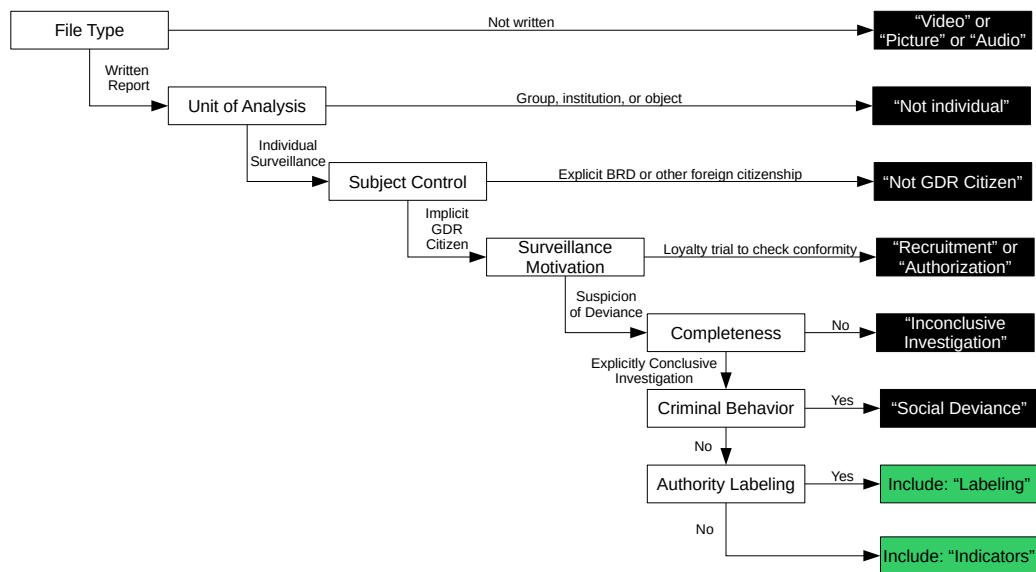 File Type
Not written
“Video” or
“Picture” or “Audio”
Written
Report
Unit of Analysis
Group, institution, or object
“Not individual”
Individual
Surveillance
Subject Control
Explicit BRD or other foreign citizenship
“Not GDR Citizen”
Implicit
GDR
Citizen
Surveillance
Motivation
Loyalty trial to check conformity
“Recruitment” or
“Authorization”
Suspicion
of Deviance
Completeness
No
“Inconclusive
Investigation”
Explicitly Conclusive
Investigation
Criminal Behavior
Yes
“Social Deviance”
No
Authority Labeling
Yes
Include: “Labeling”
No
Include: “Indicators”